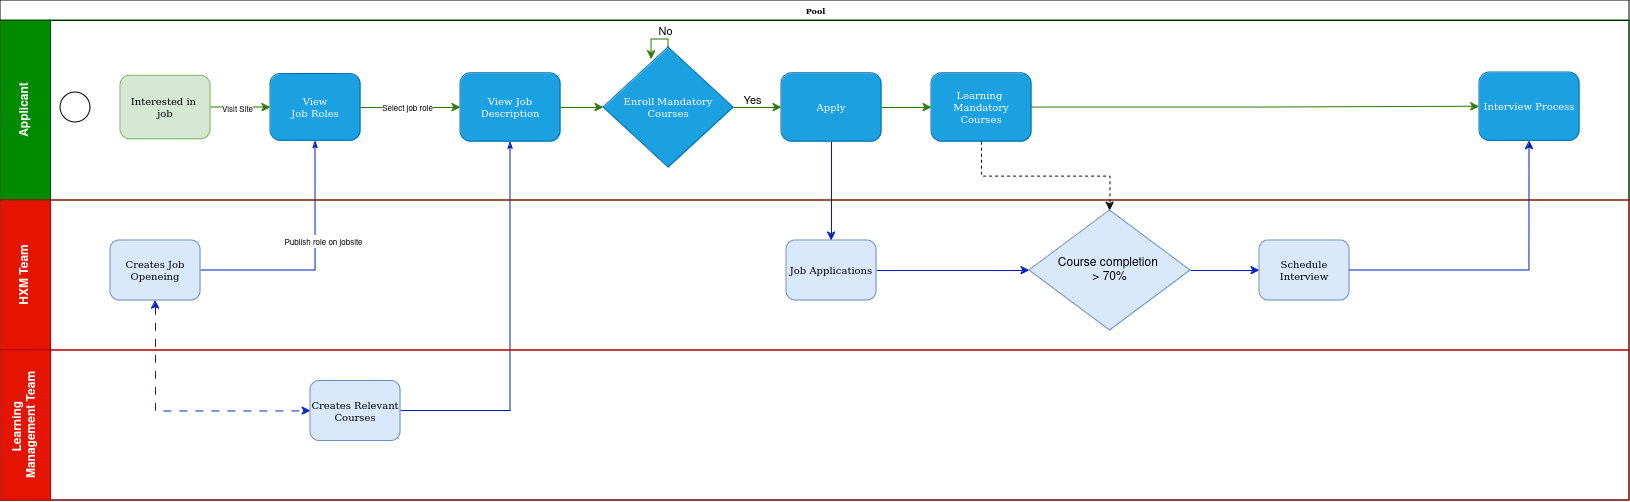 Pool
Applicant
No
Interested in
job
Visit Site
View
Job Roles
Select job role
View Job
Description
Enroll Mandatory
Courses
Yes
Apply
Learning
Mandatory
Courses
Interview Process
HXM Team
Creates Job
Openeing
Publish role on jobsite
Job Applications
Course completion
> 70%
Schedule
Interview
Learning
Management Team
Creates Relevant
Courses